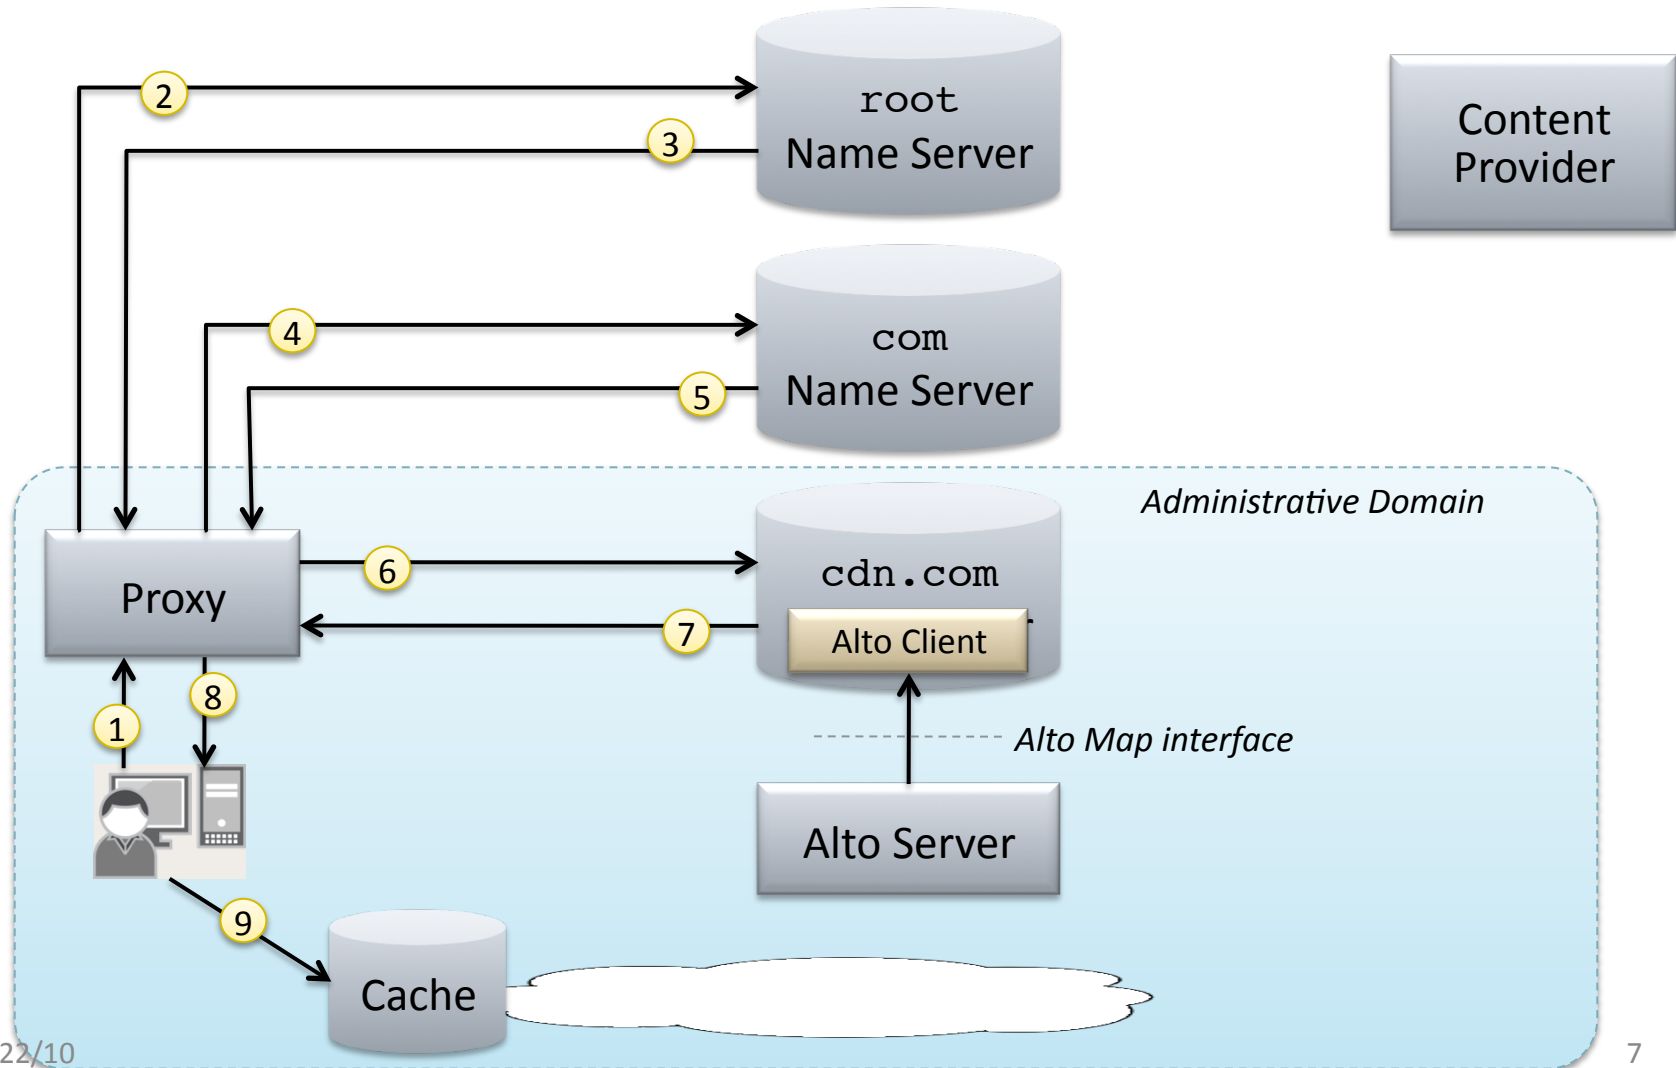 2
root
Name Server
3
Content
Provider
4
com
Name Server
5
Administrative Domain
6
cdn.com
Proxy
7
Alto Client
8
1
Alto Map interface
Alto Server
9
Cache
22/10
7